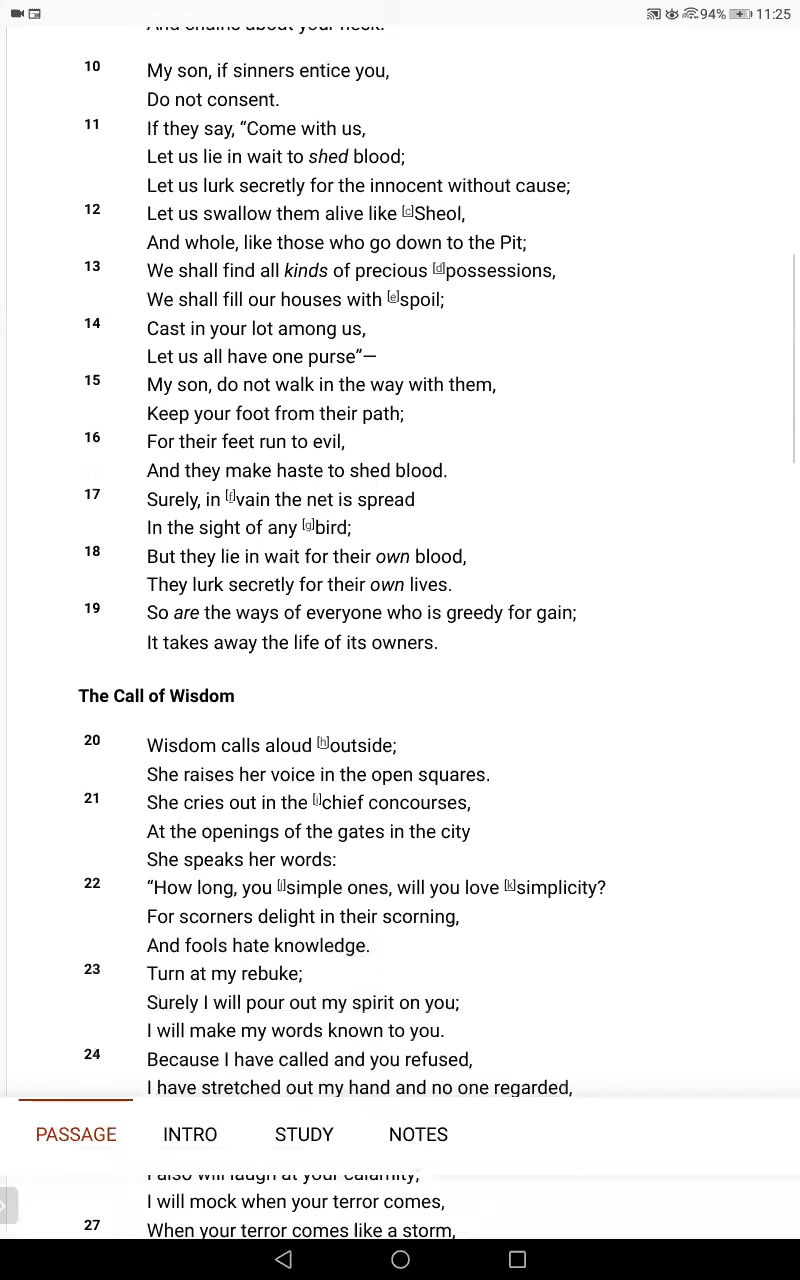 94% 11:25
And chains about your neck.
10 My son, if sinners entice you,
Do not consent.
11 If they say, “Come with us,
Let us lie in wait to shed blood;
Let us lurk secretly for the innocent without cause;
12 Let us swallow them alive like [c]Sheol,
And whole, like those who go down to the Pit;
13 We shall find all kinds of precious [d]possessions,
We shall fill our houses with [e]spoil;
14 Cast in your lot among us,
Let us all have one purse”—
15 My son, do not walk in the way with them,
Keep your foot from their path;
16 For their feet run to evil,
And they make haste to shed blood.
17 Surely, in [f]vain the net is spread
In the sight of any [g]bird;
18 But they lie in wait for their own blood,
They lurk secretly for their own lives.
19 So are the ways of everyone who is greedy for gain;
It takes away the life of its owners.
The Call of Wisdom
20 Wisdom calls aloud [h]outside;
She raises her voice in the open squares.
21 She cries out in the [i]chief concourses,
At the openings of the gates in the city
She speaks her words:
22 “How long, you [j]simple ones, will you love [k]simplicity?
For scorners delight in their scorning,
And fools hate knowledge.
23 Turn at my rebuke;
Surely I will pour out my spirit on you;
I will make my words known to you.
24 Because I have called and you refused,
I have stretched out my hand and no one regarded,
PASSAGE INTRO STUDY NOTES
I also will laugh at your calamity;
I will mock when your terror comes,
27 When your terror comes like a storm,